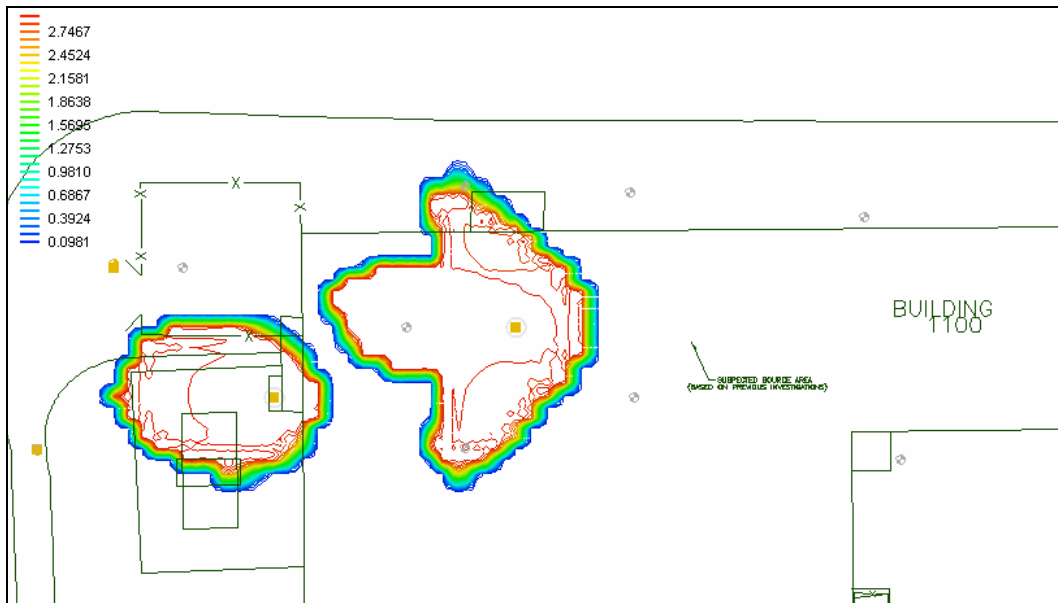 2.7467
2.4524
2.1581
1.8638
1.5695
1.2753
0.9810
0.6867
0.3924
0.0981
X
X
X
X
X
BUILDING
1100
SUSPECTED SOURCE AREA
(BASED ON PREVIOUS INVESTIGATIONS)